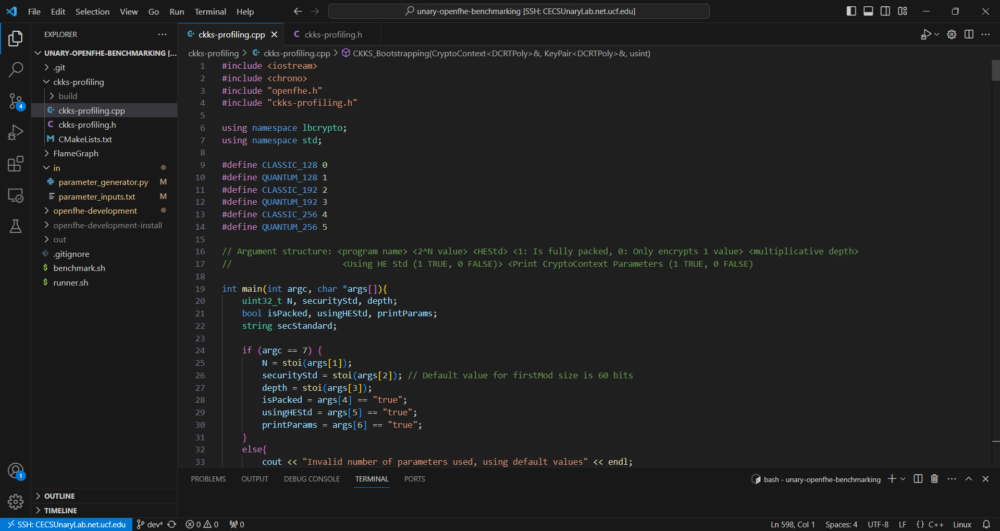 File Edit Selection View Go Run Terminal Help
unary-openfhe-benchmarking [SSH: CECSUnaryLab.net.ucf.edu]
EXPLORER
UNARY-OPENFHE-BENCHMARKING [...
.git
ckks-profiling
build
ckks-profiling.cpp
ckks-profiling.h
CMakeLists.txt
FlameGraph
in
parameter_generator.py M
parameter_inputs.txt M
openfhe-development
openfhe-development-install
out
.gitignore
benchmark.sh
runner.sh
OUTLINE
TIMELINE
4
1
ckks-profiling.cpp
ckks-profiling.h
ckks-profiling > ckks-profiling.cpp > CKKS_Bootstrapping(CryptoContext<DCRTPoly>&, KeyPair<DCRTPoly>&, usint)
1 #include <iostream>
2 #include <chrono>
3 #include "openfhe.h"
4 #include "ckks-profiling.h"
5
6 using namespace lbcrypto;
7 using namespace std;
8
9 #define CLASSIC_128 0
10 #define QUANTUM_128 1
11 #define CLASSIC_192 2
12 #define QUANTUM_192 3
13 #define CLASSIC_256 4
14 #define QUANTUM_256 5
15
16 // Argument structure: <program name> <2^N value> <HEStd> <1: Is fully packed, 0: Only encrypts 1 value> <multiplicative depth>
17 // <Using HE Std (1 TRUE, 0 FALSE)> <Print CryptoContext Parameters (1 TRUE, 0 FALSE)
18
19 int main(int argc, char *args[]){
20 uint32_t N, securityStd, depth;
21 bool isPacked, usingHEStd, printParams;
22 string secStandard;
23
24 if (argc == 7) {
25 N = stoi(args[1]);
26 securityStd = stoi(args[2]); // Default value for firstMod size is 60 bits
27 depth = stoi(args[3]);
28 isPacked = args[4] == "true";
29 usingHEStd = args[5] == "true";
30 printParams = args[6] == "true";
31 }
32 else{
33 cout << "Invalid number of parameters used, using default values" << endl;
PROBLEMS OUTPUT DEBUG CONSOLE TERMINAL PORTS
bash - unary-openfhe-benchmarking
SSH: CECSUnaryLab.net.ucf.edu dev* 0 0 0
Ln 598, Col 1 Spaces: 4 UTF-8 LF {} C++ Linux